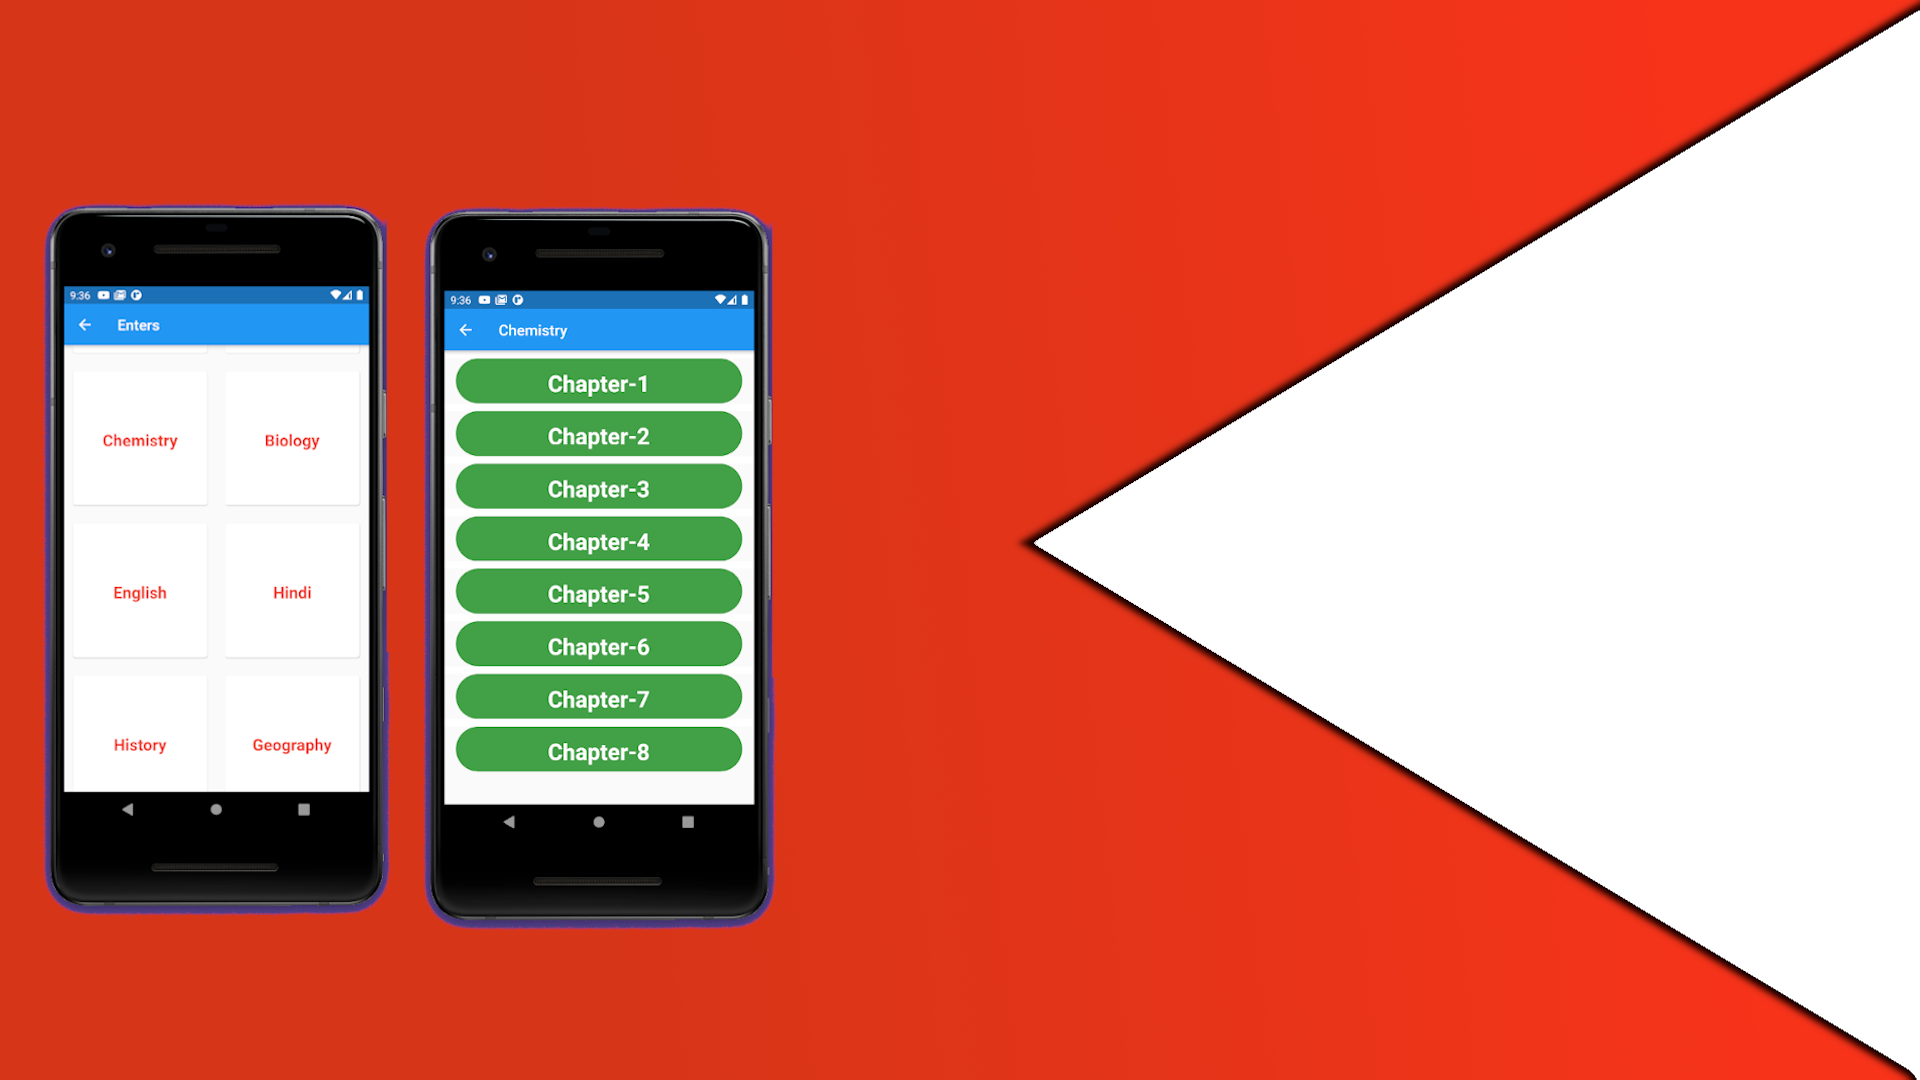 9:36
Enters
Chemistry
Biology
English
Hindi
History
Geography
9:36
Chemistry
Chapter-1
Chapter-2
Chapter-3
Chapter-4
Chapter-5
Chapter-6
Chapter-7
Chapter-8